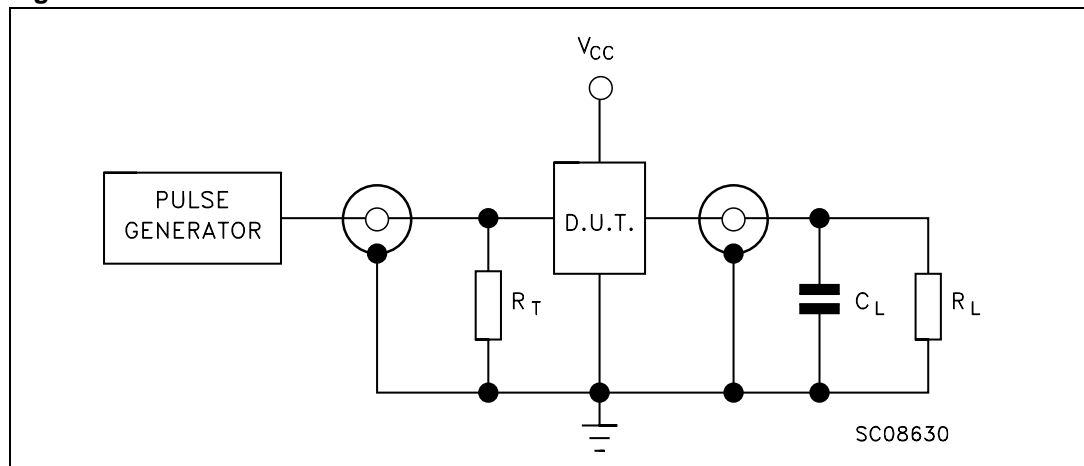 V_CC
PULSE
GENERATOR
D.U.T.
R_T
C_L
R_L
SC08630